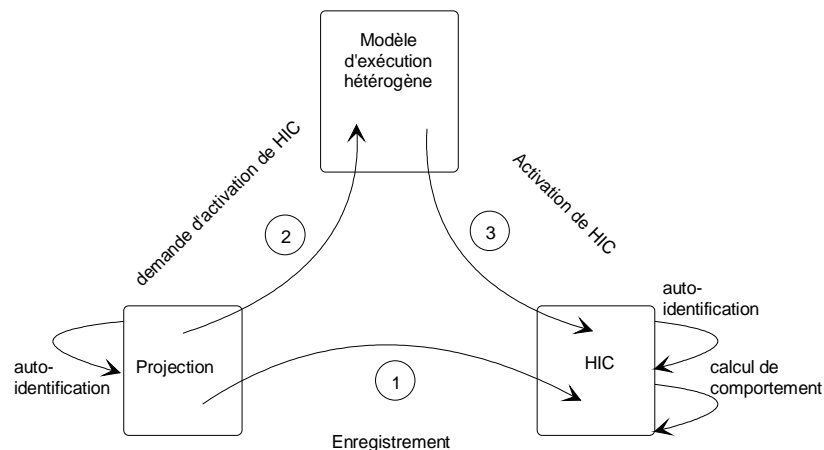 Modèle
d'exécution
hétérogène
demande d'activation de HIC
Activation de HIC
2
3
auto-
identification
Projection
auto-
identification
HIC
calcul de
comportement
1
Enregistrement